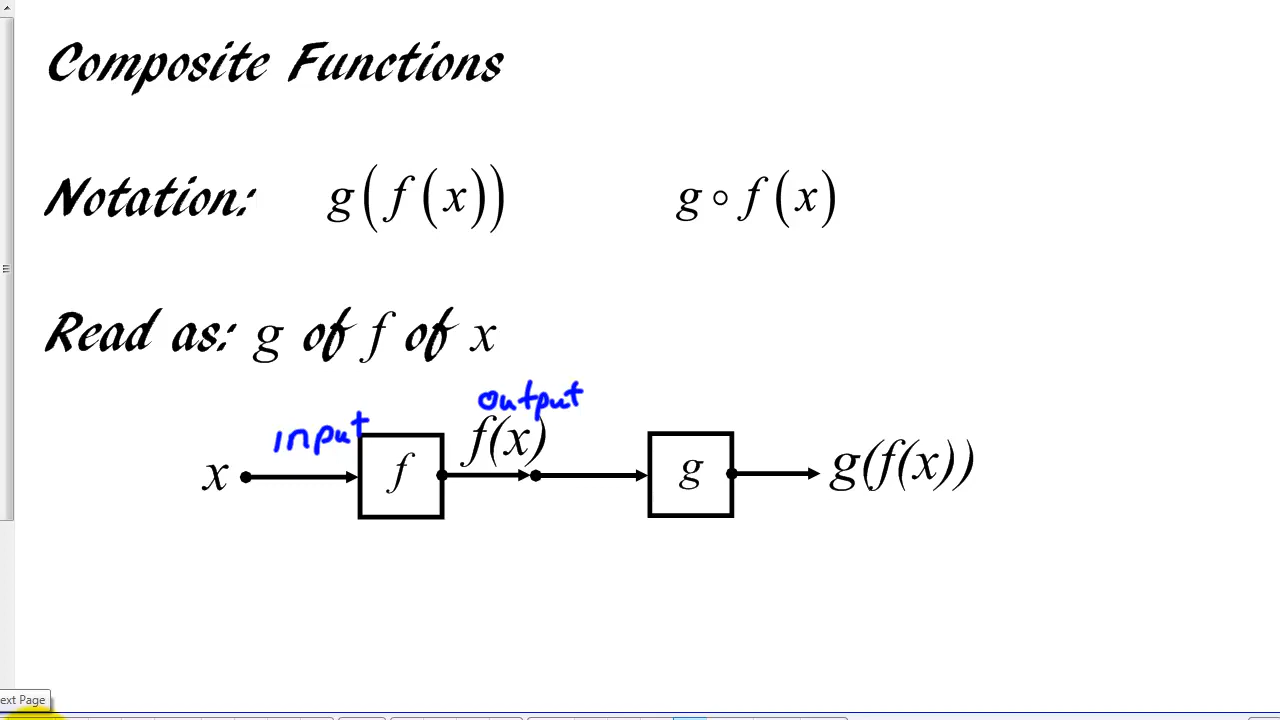 Composite Functions
Notation: g(f(x)) g∘f(x)
Read as: g of f of x
input output
x f f(x) g g(f(x))
ext Page